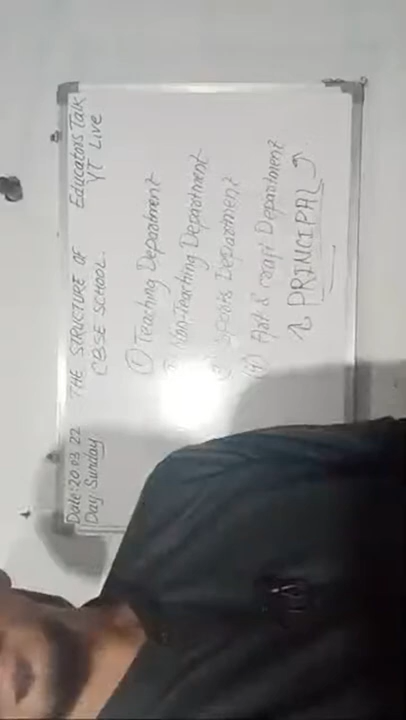 Date: 20 03 22 THE STRUCTURE OF Educators Talk
Day Sunday CBSE SCHOOL. YT Live
(1) Teaching Department
Non-Teaching Department
Sports Department
(4) Art & Craft Department
PRINCIPAL